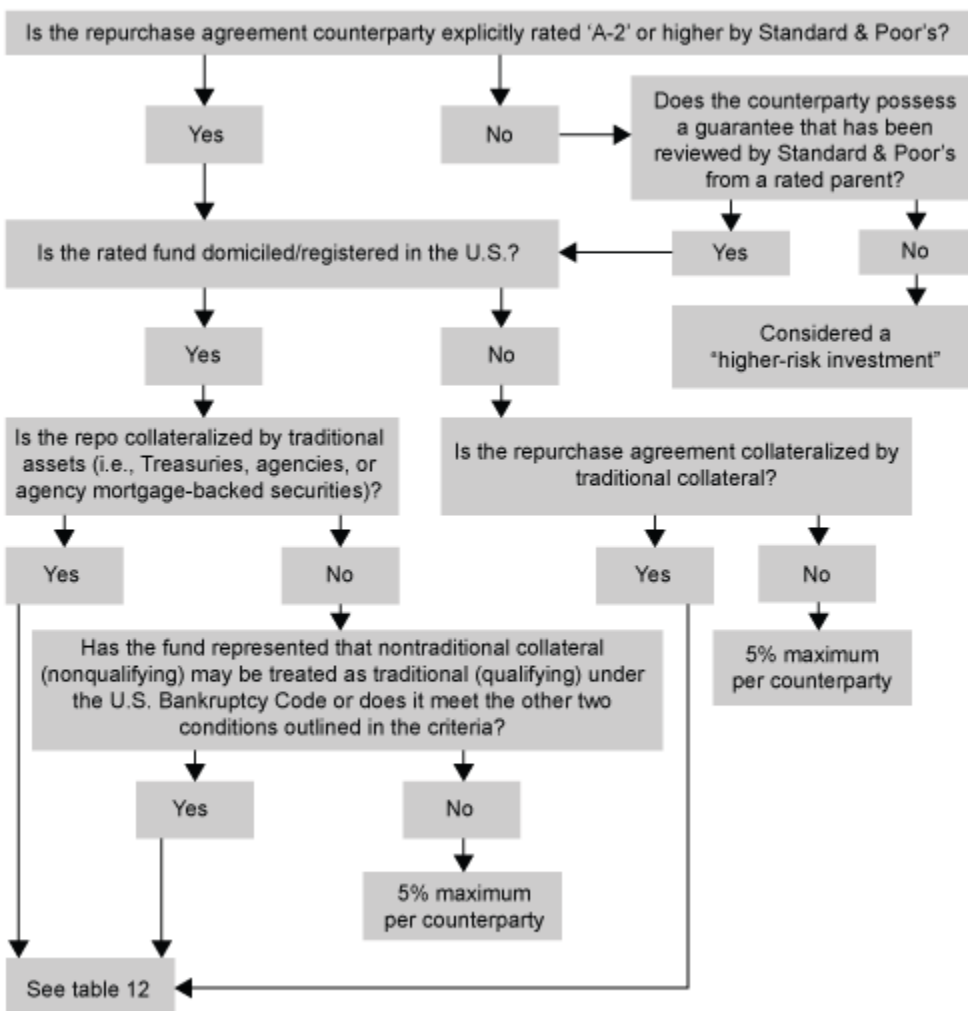 Is the repurchase agreement counterparty explicitly rated ‘A-2’ or higher by Standard & Poor’s?
Yes
No
Does the counterparty possess
a guarantee that has been
reviewed by Standard & Poor’s
from a rated parent?
Is the rated fund domiciled/registered in the U.S.?
Yes
No
Yes
No
Considered a
“higher-risk investment”
Is the repo collateralized by traditional
assets (i.e., Treasuries, agencies, or
agency mortgage-backed securities)?
Is the repurchase agreement collateralized by
traditional collateral?
Yes
No
Yes
No
Has the fund represented that nontraditional collateral
(nonqualifying) may be treated as traditional (qualifying) under
the U.S. Bankruptcy Code or does it meet the other two
conditions outlined in the criteria?
5% maximum
per counterparty
Yes
No
5% maximum
per counterparty
See table 12